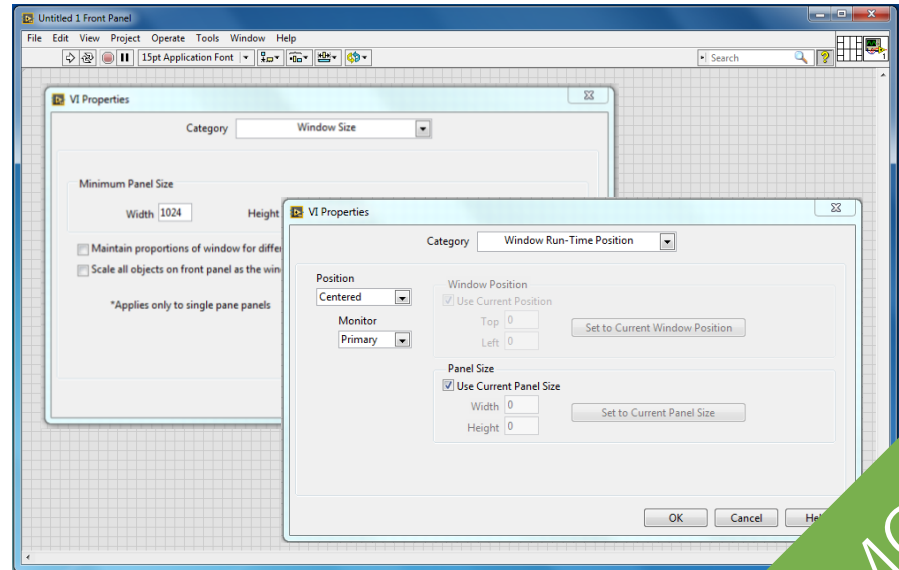 Untitled 1 Front Panel
File Edit View Project Operate Tools Window Help
15pt Application Font
Search
1
VI Properties
Category Window Size
Minimum Panel Size
Width 1024 Height
Maintain proportions of window for differ
Scale all objects on front panel as the win
*Applies only to single pane panels
VI Properties
Category Window Run-Time Position
Position
Centered
Monitor
Primary
Window Position
Use Current Position
Top 0
Left 0
Set to Current Window Position
Panel Size
Use Current Panel Size
Width 0
Height 0
Set to Current Panel Size
OK Cancel